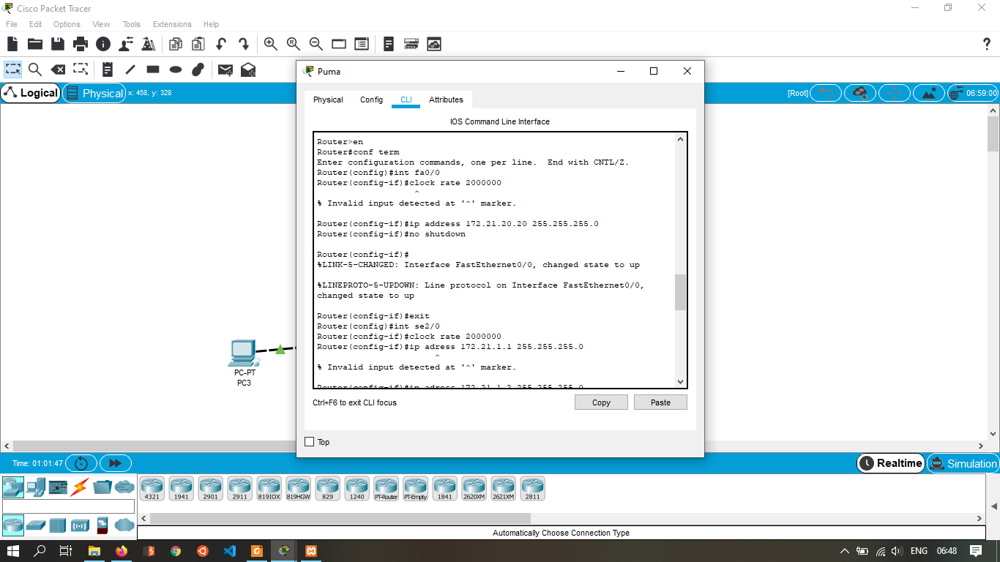 Cisco Packet Tracer
File Edit Options View Tools Extensions Help
Logical
Physical
x: 458, y: 328
[Root]
06:59:00
Puma
Physical Config CLI Attributes
IOS Command Line Interface
Router>en
Router#conf term
Enter configuration commands, one per line.  End with CNTL/Z.
Router(config)#int fa0/0
Router(config-if)#clock rate 2000000
^
% Invalid input detected at '^' marker.
Router(config-if)#ip address 172.21.20.20 255.255.255.0
Router(config-if)#no shutdown
Router(config-if)#
%LINK-5-CHANGED: Interface FastEthernet0/0, changed state to up
%LINEPROTO-5-UPDOWN: Line protocol on Interface FastEthernet0/0,
changed state to up
Router(config-if)#exit
Router(config)#int se2/0
Router(config-if)#clock rate 2000000
Router(config-if)#ip adress 172.21.1.1 255.255.255.0
^
% Invalid input detected at '^' marker.
Router(config-if)#ip adress 172.21.1.2 255.255.255.0
Ctrl+F6 to exit CLI focus
Copy
Paste
Top
PC-PT
PC3
Time: 01:01:47
Realtime
Simulation
4321 1941 2901 2911 819IOX 819HGW 829 1240 PT-Router PT-Empty 1841 2620XM 2621XM 2811
Automatically Choose Connection Type
ENG 06:48